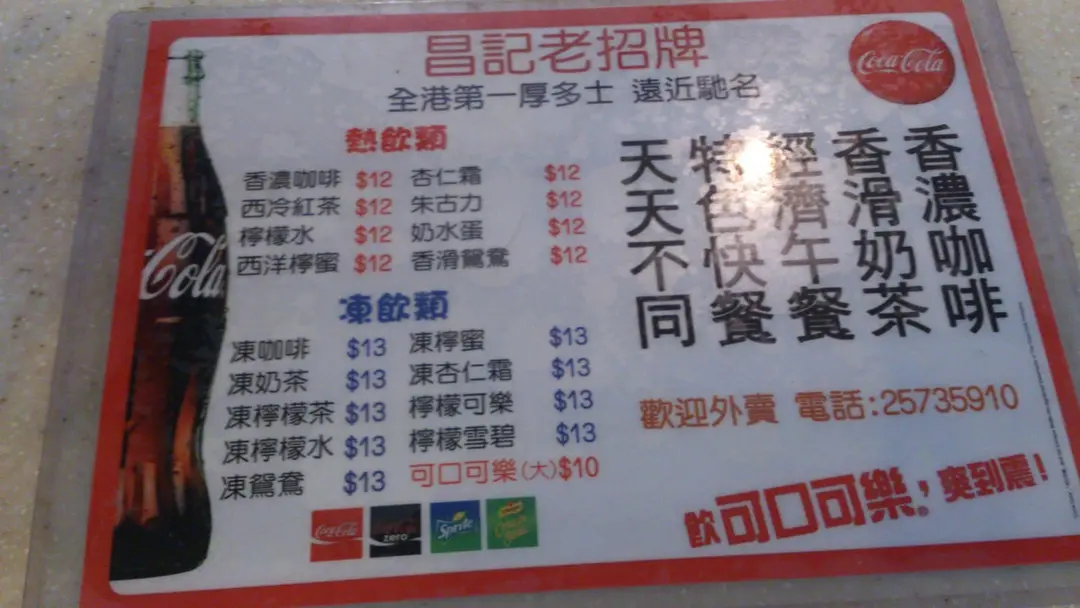 昌記老招牌
全港第一厚多士 遠近馳名
Coca-Cola
Cola
熱飲類
香濃咖啡 $12 杏仁霜 $12
西冷紅茶 $12 朱古力 $12
檸檬水 $12 奶水蛋 $12
西洋檸蜜 $12 香滑鴛鴦 $12
凍飲類
凍咖啡 $13 凍檸蜜 $13
凍奶茶 $13 凍杏仁霜 $13
凍檸檬茶 $13 檸檬可樂 $13
凍檸檬水 $13 檸檬雪碧 $13
凍鴛鴦 $13 可口可樂(大)$10
Coca-Cola
zero
Sprite
香濃咖啡
香滑奶茶
經濟午餐
特色快餐
天天不同
歡迎外賣 電話:25735910
飲可口可樂，爽到震!